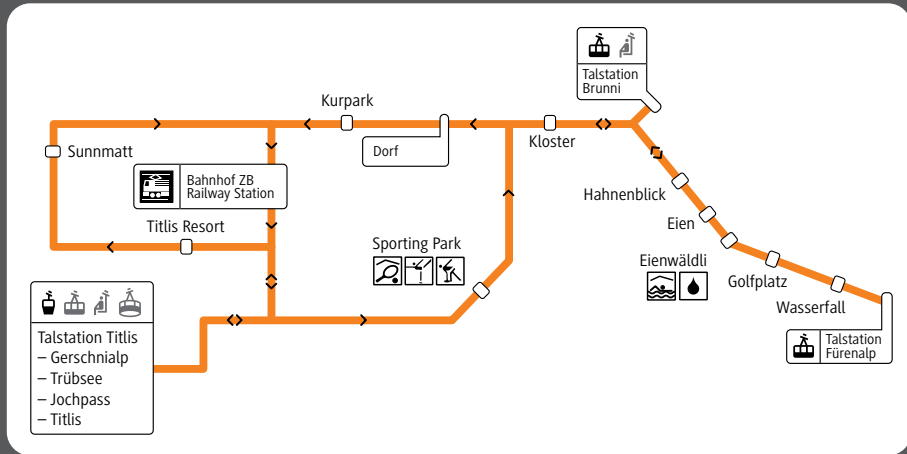 Talstation
Brunni
Kurpark
Sunnmatt
Dorf
Kloster
Bahnhof ZB
Railway Station
Hahnenblick
Titlis Resort
Eien
Sporting Park
Eienwäldli
Golfplatz
Wasserfall
Talstation Titlis
– Gerschnialp
– Trübsee
– Jochpass
– Titlis
Talstation
Fürenalp